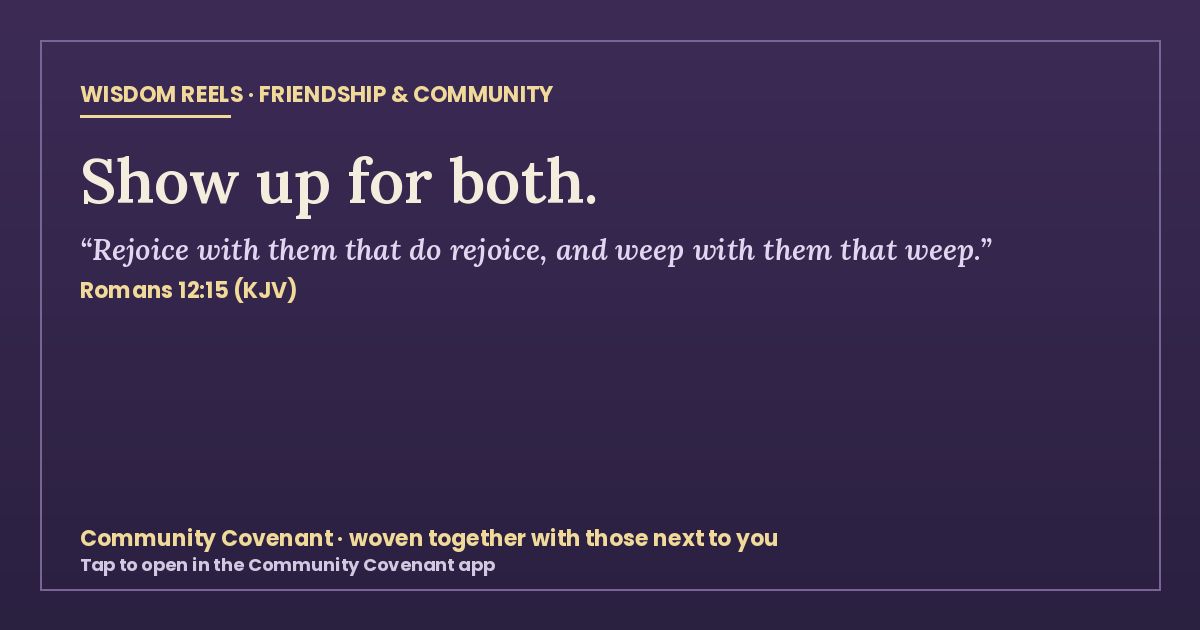 WISDOM REELS · FRIENDSHIP & COMMUNITY
Show up for both.
“Rejoice with them that do rejoice, and weep with them that weep.”
Romans 12:15 (KJV)
Community Covenant · woven together with those next to you
Tap to open in the Community Covenant app